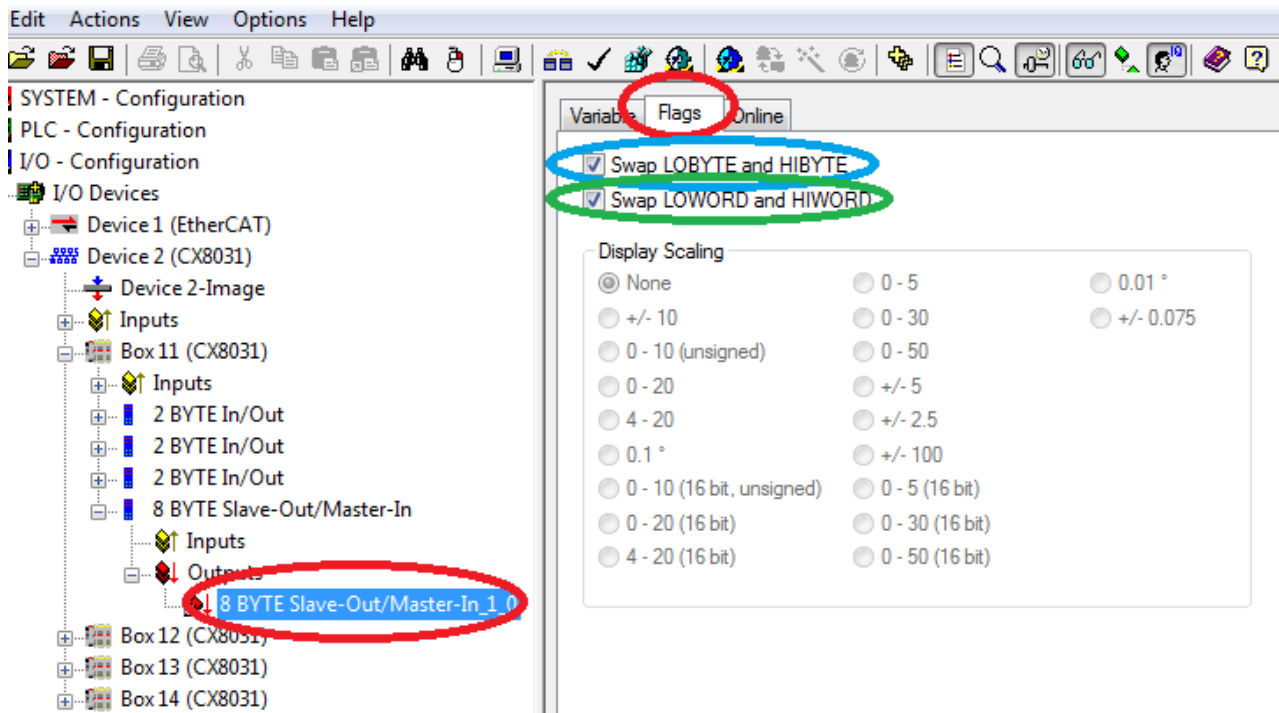 Edit Actions View Options Help
SYSTEM - Configuration
PLC - Configuration
I/O - Configuration
I/O Devices
Device 1 (EtherCAT)
Device 2 (CX8031)
Device 2-Image
Inputs
Box 11 (CX8031)
Inputs
2 BYTE In/Out
2 BYTE In/Out
2 BYTE In/Out
8 BYTE Slave-Out/Master-In
Inputs
Outputs
8 BYTE Slave-Out/Master-In_1_0
Box 12 (CX8031)
Box 13 (CX8031)
Box 14 (CX8031)
Variable Flags Online
Swap LOBYTE and HIBYTE
Swap LOWORD and HIWORD
Display Scaling
None 0 - 5 0.01 °
+/- 10 0 - 30 +/- 0.075
0 - 10 (unsigned) 0 - 50
0 - 20 +/- 5
4 - 20 +/- 2.5
0.1 ° +/- 100
0 - 10 (16 bit, unsigned) 0 - 5 (16 bit)
0 - 20 (16 bit) 0 - 30 (16 bit)
4 - 20 (16 bit) 0 - 50 (16 bit)